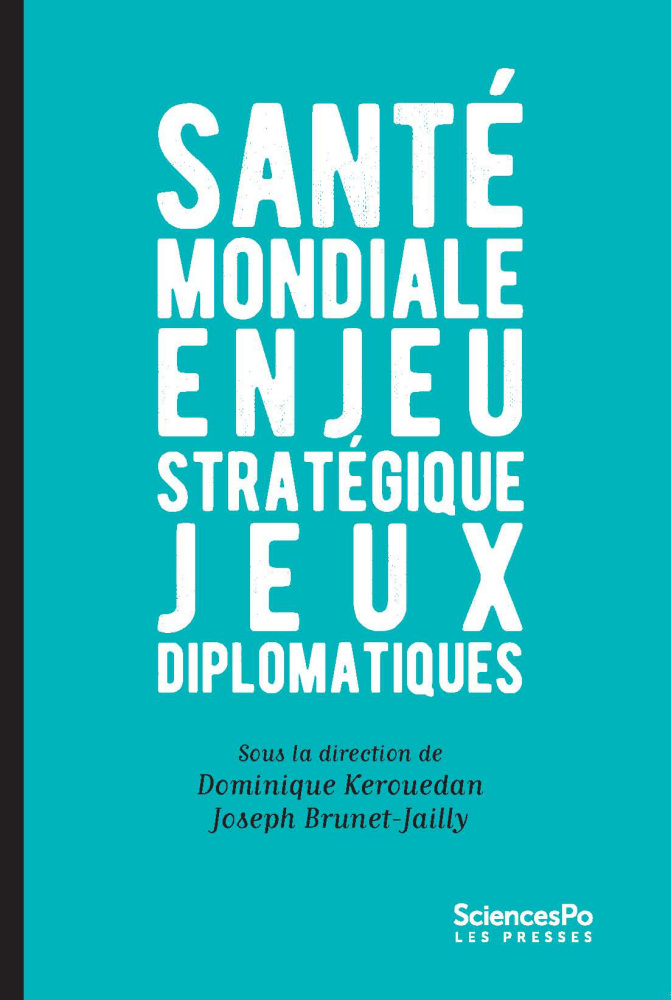 SANTÉ
MONDIALE
ENJEU
STRATÉGIQUE
JEUX
DIPLOMATIQUES
Sous la direction de
Dominique Kerouedan
Joseph Brunet-Jailly
SciencesPo
LES PRESSES